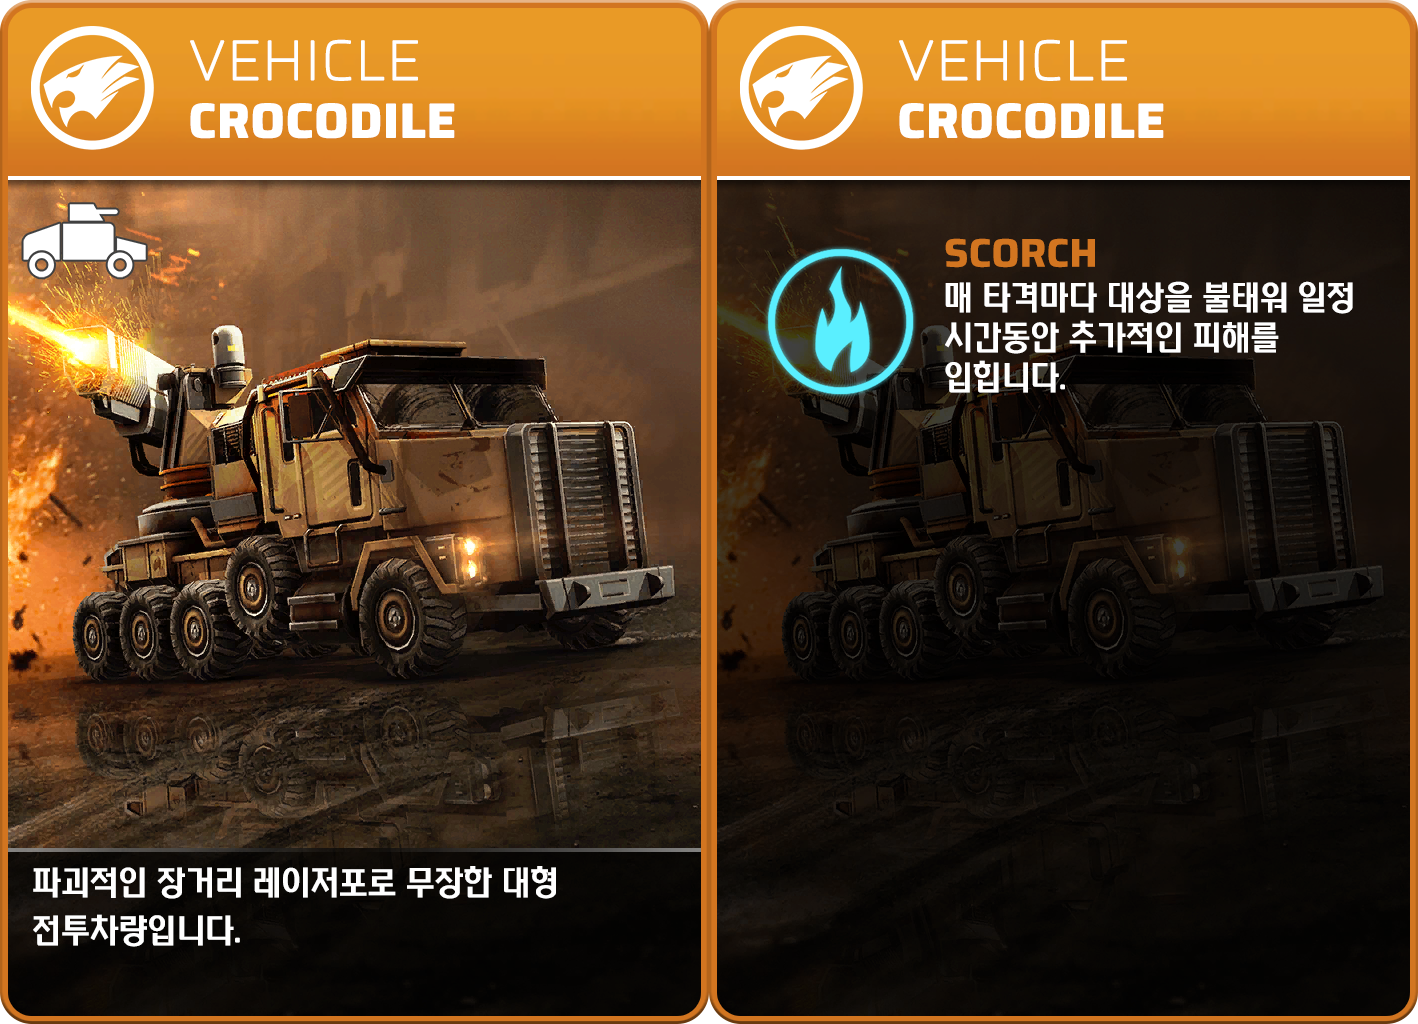 VEHICLE
CROCODILE
파괴적인 장거리 레이저포로 무장한 대형
전투차량입니다.
VEHICLE
CROCODILE
SCORCH
매 타격마다 대상을 불태워 일정
시간동안 추가적인 피해를
입힙니다.